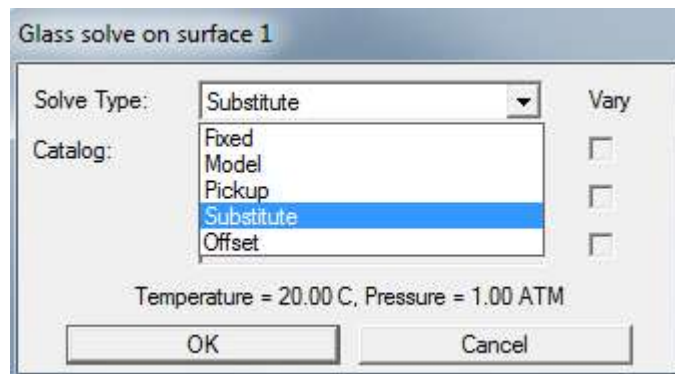 Glass solve on surface 1
Solve Type: Substitute Vary
Catalog:
Fixed
Model
Pickup
Substitute
Offset
Temperature = 20.00 C, Pressure = 1.00 ATM
OK Cancel